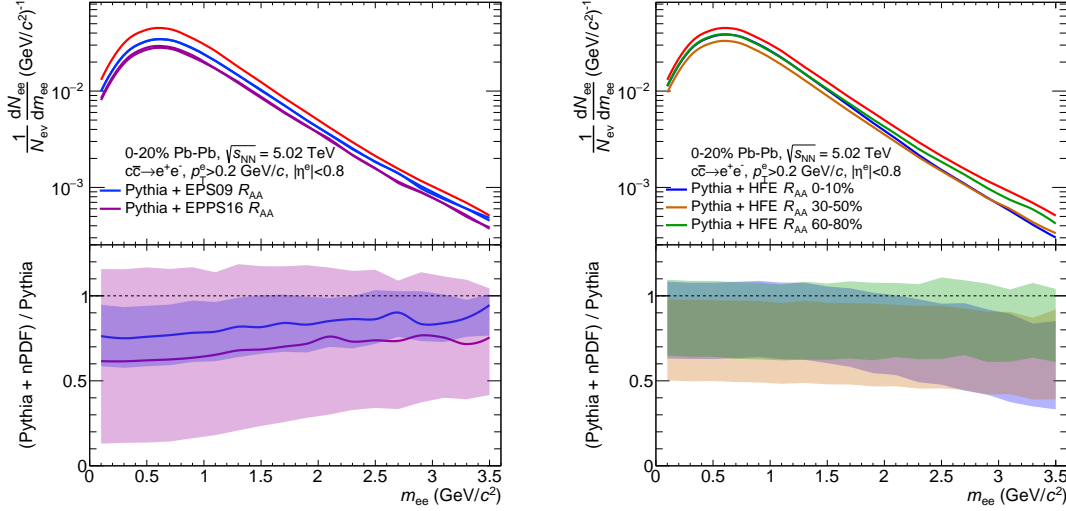 1/N_ev dN_ee/dm_ee (GeV/c²)⁻¹
10⁻²
10⁻³
0-20% Pb-Pb, √s_NN = 5.02 TeV
cc̅→e⁺e⁻, p_T^e>0.2 GeV/c, |η^e|<0.8
Pythia + EPS09 R_AA
Pythia + EPPS16 R_AA
(Pythia + nPDF) / Pythia
1
0.5
0
0 0.5 1 1.5 2 2.5 3 3.5
m_ee (GeV/c²)
1/N_ev dN_ee/dm_ee (GeV/c²)⁻¹
10⁻²
10⁻³
0-20% Pb-Pb, √s_NN = 5.02 TeV
cc̅→e⁺e⁻, p_T^e>0.2 GeV/c, |η^e|<0.8
Pythia + HFE R_AA 0-10%
Pythia + HFE R_AA 30-50%
Pythia + HFE R_AA 60-80%
(Pythia + nPDF) / Pythia
1
0.5
0
0 0.5 1 1.5 2 2.5 3 3.5
m_ee (GeV/c²)